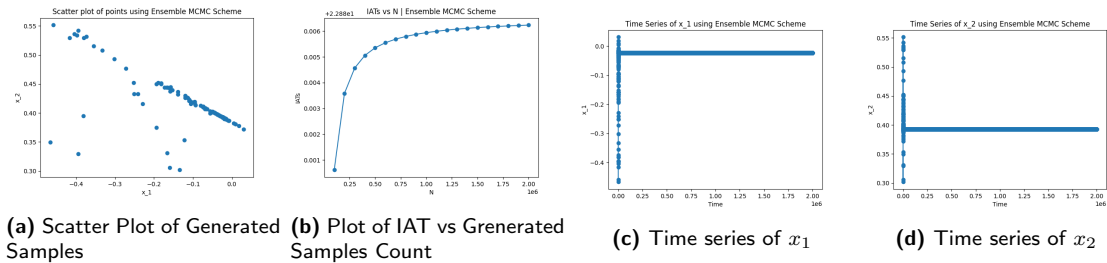 Scatter plot of points using Ensemble MCMC Scheme
0.55
0.50
0.45
0.40
0.35
0.30
x_2
−0.4
−0.3
−0.2
−0.1
0.0
x_1
(a) Scatter Plot of Generated
Samples
IATs vs N | Ensemble MCMC Scheme
+2.288e1
0.006
0.005
0.004
0.003
0.002
0.001
IATs
0.25
0.50
0.75
1.00
1.25
1.50
1.75
2.00
1e6
N
(b) Plot of IAT vs Grenerated
Samples Count
Time Series of x_1 using Ensemble MCMC Scheme
0.0
−0.1
−0.2
−0.3
−0.4
x_1
0.00
0.25
0.50
0.75
1.00
1.25
1.50
1.75
2.00
1e6
Time
(c) Time series of x1
Time Series of x_2 using Ensemble MCMC Scheme
0.55
0.50
0.45
0.40
0.35
0.30
x_2
0.00
0.25
0.50
0.75
1.00
1.25
1.50
1.75
2.00
1e6
Time
(d) Time series of x2